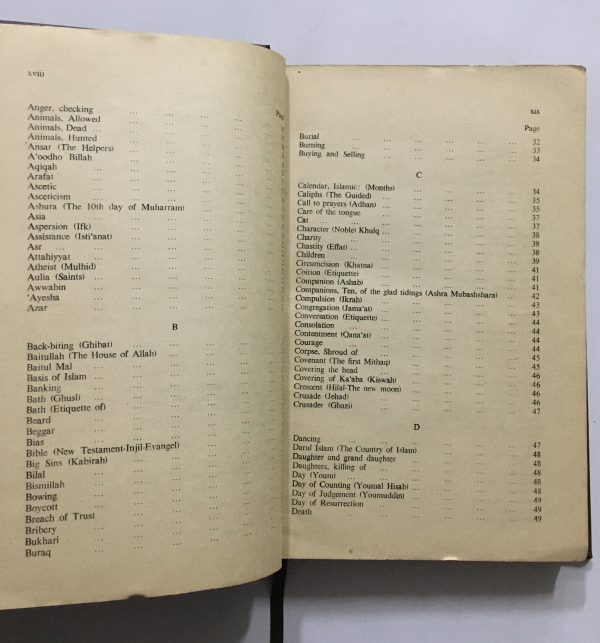 xviii
Anger, checking ... ... ... ...
Animals, Allowed ... ... ... ...
Animals, Dead ... ... ... ...
Animals, Hunted ... ... ... ...
Ansar (The Helpers) ... ... ... ...
A'oodho Billah ... ... ... ...
Aqiqah ... ... ... ...
Arafat ... ... ... ...
Ascetic ... ... ... ...
Asceticism ... ... ... ...
Ashura (The 10th day of Muharram) ... ... ...
Asia ... ... ... ...
Aspersion (Ifk) ... ... ... ...
Assistance (Isti'anat) ... ... ... ...
Asr ... ... ... ...
Attahiyyat ... ... ... ...
Atheist (Mulhid) ... ... ... ...
Aulia (Saints) ... ... ... ...
Awwabin ... ... ... ...
'Ayesha ... ... ... ...
Azar ... ... ... ...
B
Back-biting (Ghibat) ... ... ... ...
Baitullah (The House of Allah) ... ... ...
Baitul Mal ... ... ... ...
Basis of Islam ... ... ... ...
Banking ... ... ... ...
Bath (Ghusl) ... ... ... ...
Bath (Etiquette of) ... ... ... ...
Beard ... ... ... ...
Beggar ... ... ... ...
Bias ... ... ... ...
Bible (New Testament-Injil-Evangel) ... ... ...
Big Sins (Kabirah) ... ... ... ...
Bilal ... ... ... ...
Bismillah ... ... ... ...
Bowing ... ... ... ...
Boycott ... ... ... ...
Breach of Trust ... ... ... ...
Bribery ... ... ... ...
Bukhari ... ... ... ...
Buraq ... ... ... ...
xix
Page
Burial ... ... ... ... ... 32
Burning ... ... ... ... ... 33
Buying and Selling ... ... ... ... 34
C
Calendar, Islamic: (Months) ... ... ... 34
Caliphs (The Guided) ... ... ... ... 35
Call to prayers (Adhan) ... ... ... ... 35
Care of the tongue ... ... ... ... 37
Cat ... ... ... ... ... 37
Character (Noble) Khulq ... ... ... ... 38
Charity ... ... ... ... ... 38
Chastity (Effat) ... ... ... ... 38
Children ... ... ... ... ... 39
Circumcision (Khatna) ... ... ... ... 41
Coition (Etiquette) ... ... ... ... 41
Companion (Ashab) ... ... ... ... 41
Companions, Ten, of the glad tidings (Ashra Mubashshara) ... 42
Compulsion (Ikrah) ... ... ... ... 43
Congregation (Jama'at) ... ... ... ... 43
Conversation (Etiquette) ... ... ... ... 44
Consolation ... ... ... ... 44
Contentment (Qana'at) ... ... ... ... 44
Courage ... ... ... ... ... 44
Corpse, Shroud of ... ... ... ... 45
Covenant (The first Mithaq) ... ... ... 45
Covering the head ... ... ... ... 46
Covering of Ka'aba (Kiswah) ... ... ... 46
Crescent (Hilal-The new moon) ... ... ... 46
Crusade (Jehad) ... ... ... ... 46
Crusader (Ghazi) ... ... ... ... 47
D
Dancing ... ... ... ... ... 47
Darul Islam (The Country of Islam) ... ... ... 48
Daughter and grand daughter ... ... ... 48
Daughters, killing of ... ... ... ... 48
Day (Youm) ... ... ... ... 48
Day of Counting (Youmal Hisab) ... ... ... 48
Day of Judgement (Youmuddin) ... ... ... 49
Day of Resurrection ... ... ... ... 49
Death ... ... ... ... ... 49